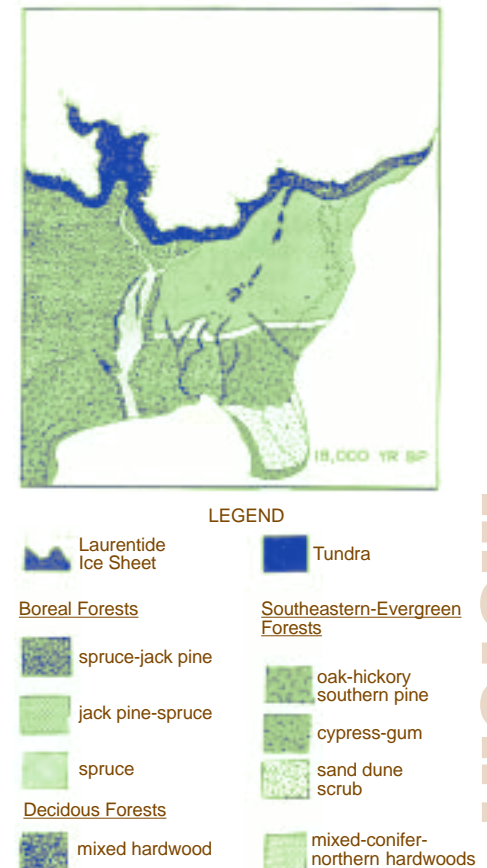 18,000 YR BP
LEGEND
Laurentide
Ice Sheet
Tundra
Boreal Forests
spruce-jack pine
jack pine-spruce
spruce
Decidous Forests
mixed hardwood
Southeastern-Evergreen
Forests
oak-hickory
southern pine
cypress-gum
sand dune
scrub
mixed-conifer-
northern hardwoods